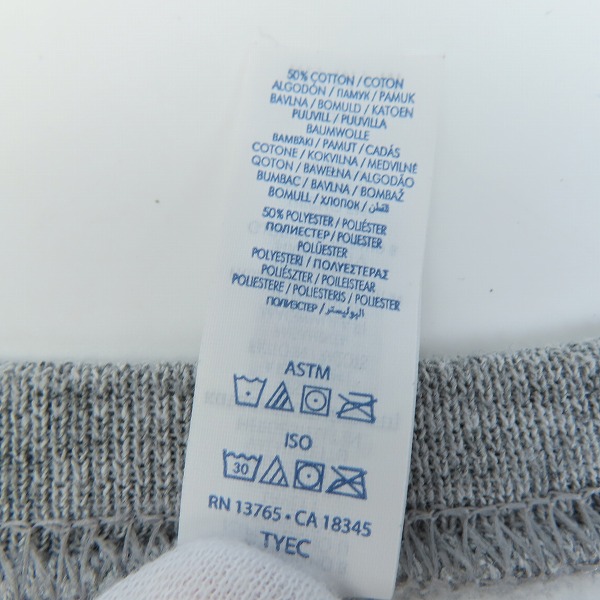 50% COTTON / COTON
ALGODÓN / ПАМУК / PAMUK
BAVLNA / BOMULD / KATOEN
PUUVILL / PUUVILLA
BAUMWOLLE
ΒΑΜΒΑΚΙ / PAMUT / CADÁS
COTONE / KOKVILNA / MEDVILNĖ
QOTON / BAWEŁNA / ALGODÃO
BUMBAC / BAVLNA / BOMBAŽ
BOMULL / ХЛОПОК / القطن
50% POLYESTER / POLIÉSTER
ПОЛИЕСТЕР / POLIESTER
POLÜESTER
POLYESTERI / ΠΟΛΥΕΣΤΕΡΑΣ
POLIÉSZTER / POILEISTEAR
POLIESTERE / POLIESTERIS / POLIESTER
ПОЛИЭСТЕР / البوليستر
ASTM
ISO
30
RN 13765 • CA 18345
TYEC